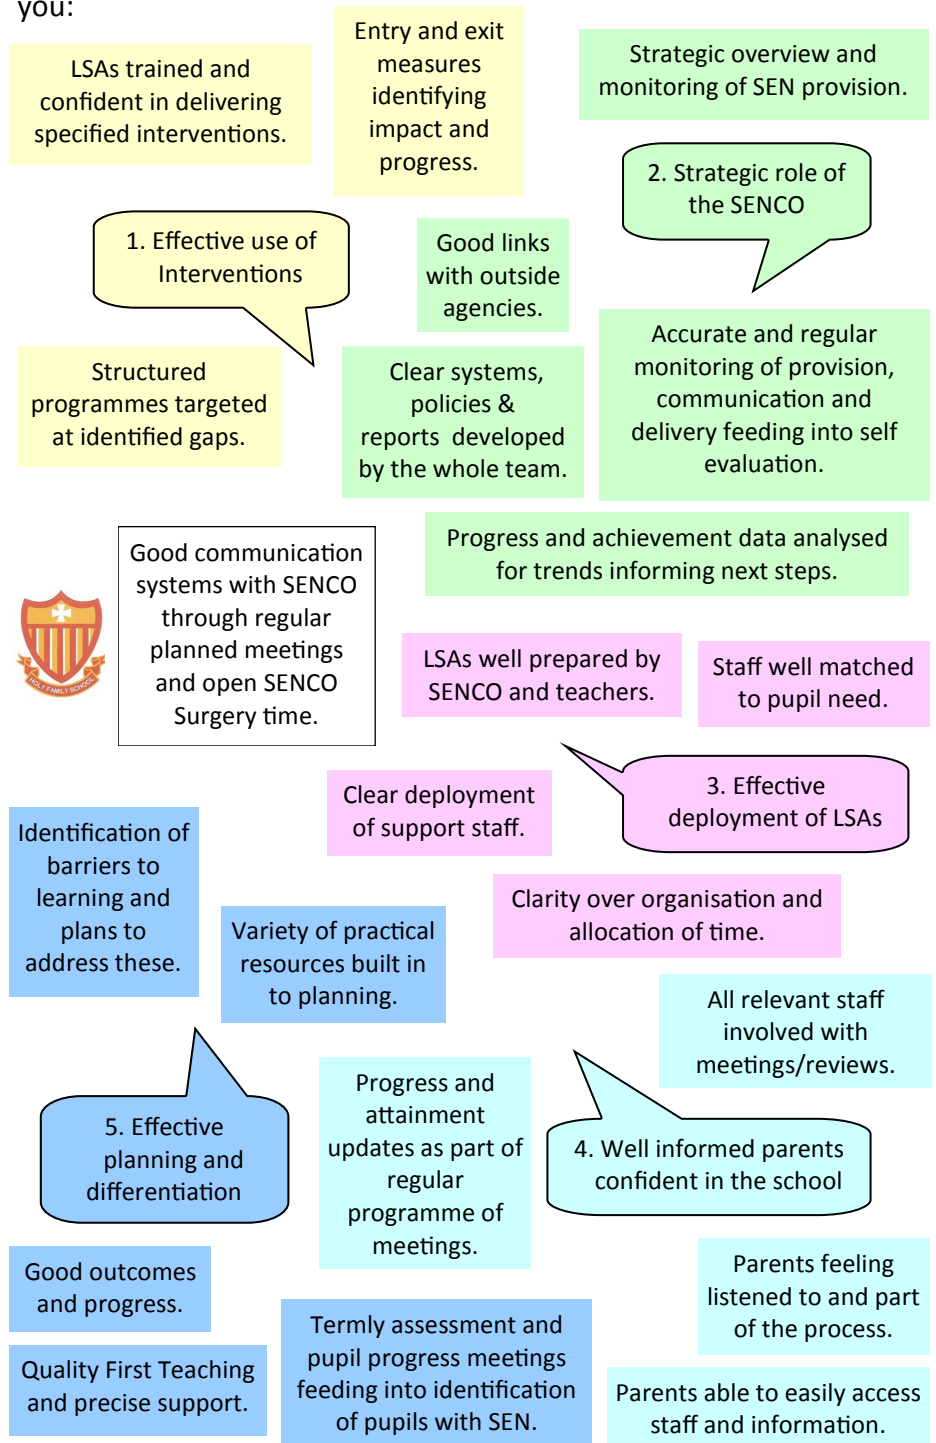 you:
LSAs trained and
confident in delivering
specified interventions.
Entry and exit
measures
identifying
impact and
progress.
Strategic overview and
monitoring of SEN provision.
2. Strategic role of
the SENCO
1. Effective use of
Interventions
Good links
with outside
agencies.
Accurate and regular
monitoring of provision,
communication and
delivery feeding into self
evaluation.
Structured
programmes targeted
at identified gaps.
Clear systems,
policies &
reports developed
by the whole team.
Progress and achievement data analysed
for trends informing next steps.
Good communication
systems with SENCO
through regular
planned meetings
and open SENCO
Surgery time.
HOLY FAMILY SCHOOL
LSAs well prepared by
SENCO and teachers.
Staff well matched
to pupil need.
3. Effective
deployment of LSAs
Clear deployment
of support staff.
Identification of
barriers to
learning and
plans to
address these.
Clarity over organisation and
allocation of time.
Variety of practical
resources built in
to planning.
All relevant staff
involved with
meetings/reviews.
Progress and
attainment
updates as part of
regular
programme of
meetings.
5. Effective
planning and
differentiation
4. Well informed parents
confident in the school
Good outcomes
and progress.
Parents feeling
listened to and part
of the process.
Termly assessment and
pupil progress meetings
feeding into identification
of pupils with SEN.
Quality First Teaching
and precise support.
Parents able to easily access
staff and information.